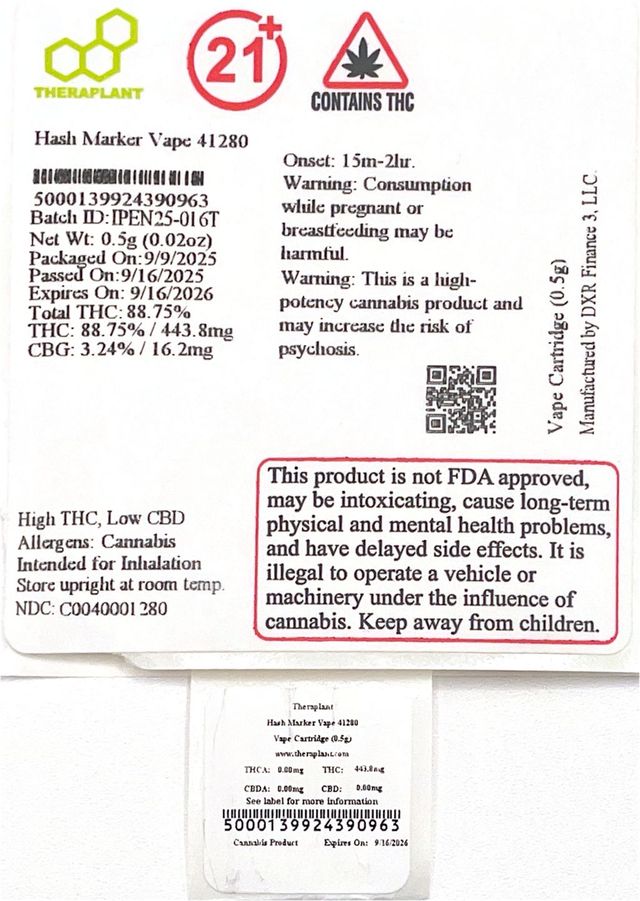 THERAPLANT
21+
CONTAINS THC
Hash Marker Vape 41280
5000139924390963
Batch ID:IPEN25-016T
Net Wt: 0.5g (0.02oz)
Packaged On:9/9/2025
Passed On:9/16/2025
Expires On: 9/16/2026
Total THC: 88.75%
THC: 88.75% / 443.8mg
CBG: 3.24% / 16.2mg
Onset: 15m-2hr.
Warning: Consumption
while pregnant or
breastfeeding may be
harmful.
Warning: This is a high-
potency cannabis product and
may increase the risk of
psychosis.
Vape Cartridge (0.5g)
Manufactured by DXR Finance 3, LLC.
High THC, Low CBD
Allergens: Cannabis
Intended for Inhalation
Store upright at room temp.
NDC: C0040001280
This product is not FDA approved,
may be intoxicating, cause long-term
physical and mental health problems,
and have delayed side effects. It is
illegal to operate a vehicle or
machinery under the influence of
cannabis. Keep away from children.
Theraplant
Hash Marker Vape 41280
Vape Cartridge (0.5g)
www.theraplant.com
THCA: 0.00mg THC: 443.8mg
CBDA: 0.00mg CBD: 0.00mg
See label for more information
5000139924390963
Cannabis Product Expires On: 9/16/2026